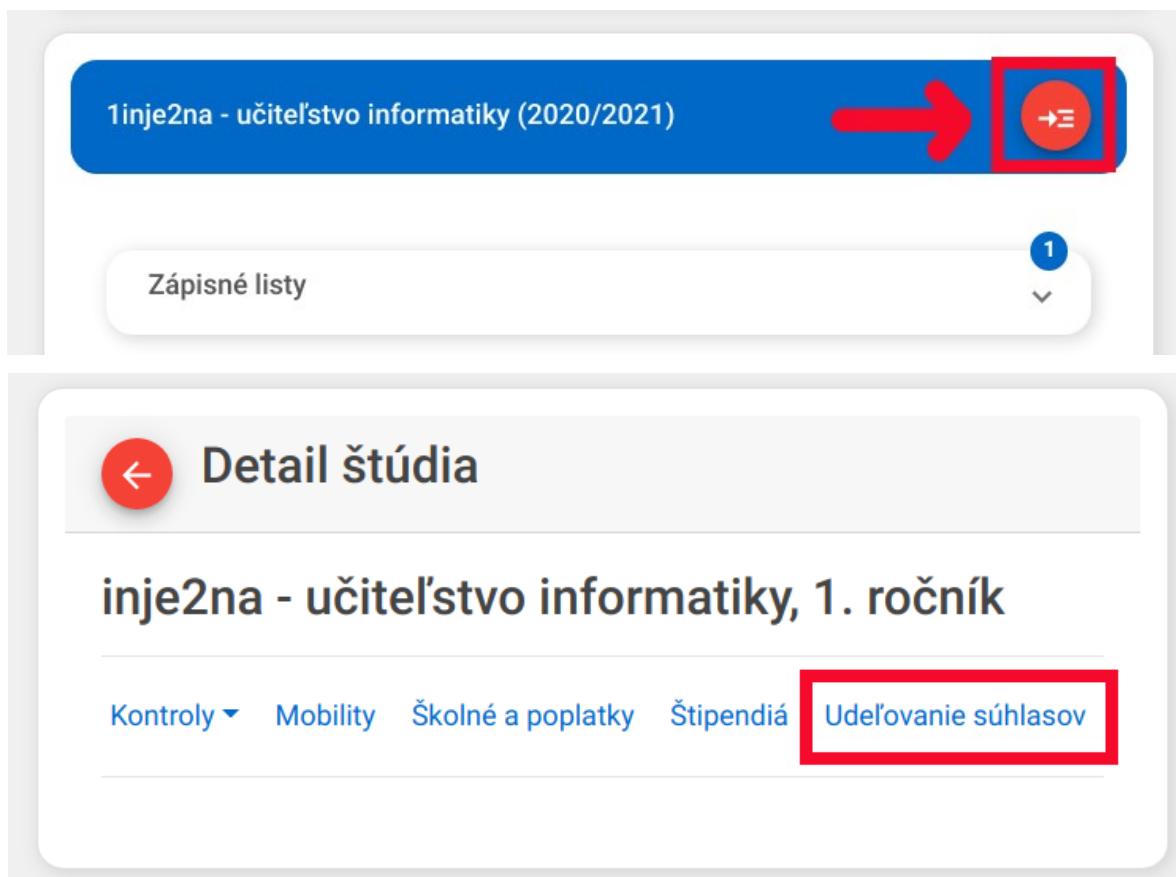 1inje2na - učiteľstvo informatiky (2020/2021)
1
Zápisné listy
Detail štúdia
inje2na - učiteľstvo informatiky, 1. ročník
Kontroly Mobility Školné a poplatky Štipendiá Udeľovanie súhlasov